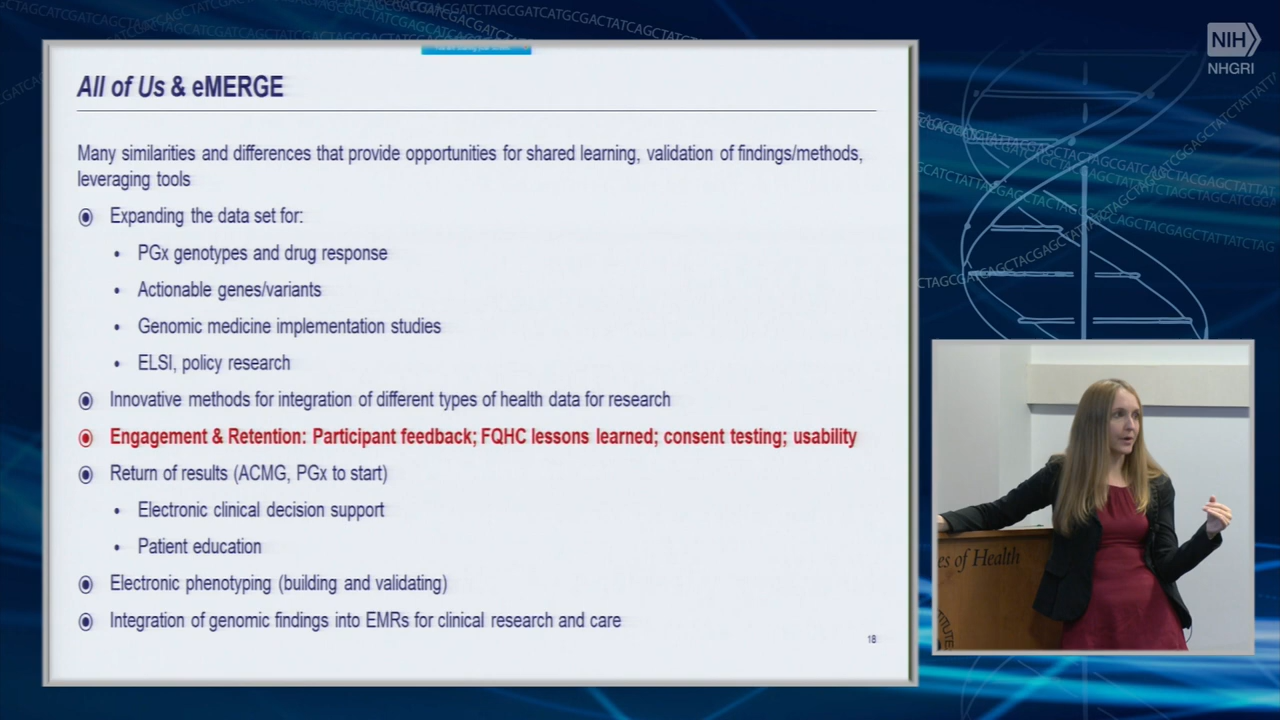 NIH
NHGRI
All of Us & eMERGE
Many similarities and differences that provide opportunities for shared learning, validation of findings/methods,
leveraging tools
Expanding the data set for:
PGx genotypes and drug response
Actionable genes/variants
Genomic medicine implementation studies
ELSI, policy research
Innovative methods for integration of different types of health data for research
Engagement & Retention: Participant feedback; FQHC lessons learned; consent testing; usability
Return of results (ACMG, PGx to start)
Electronic clinical decision support
Patient education
Electronic phenotyping (building and validating)
Integration of genomic findings into EMRs for clinical research and care
18
es of Health